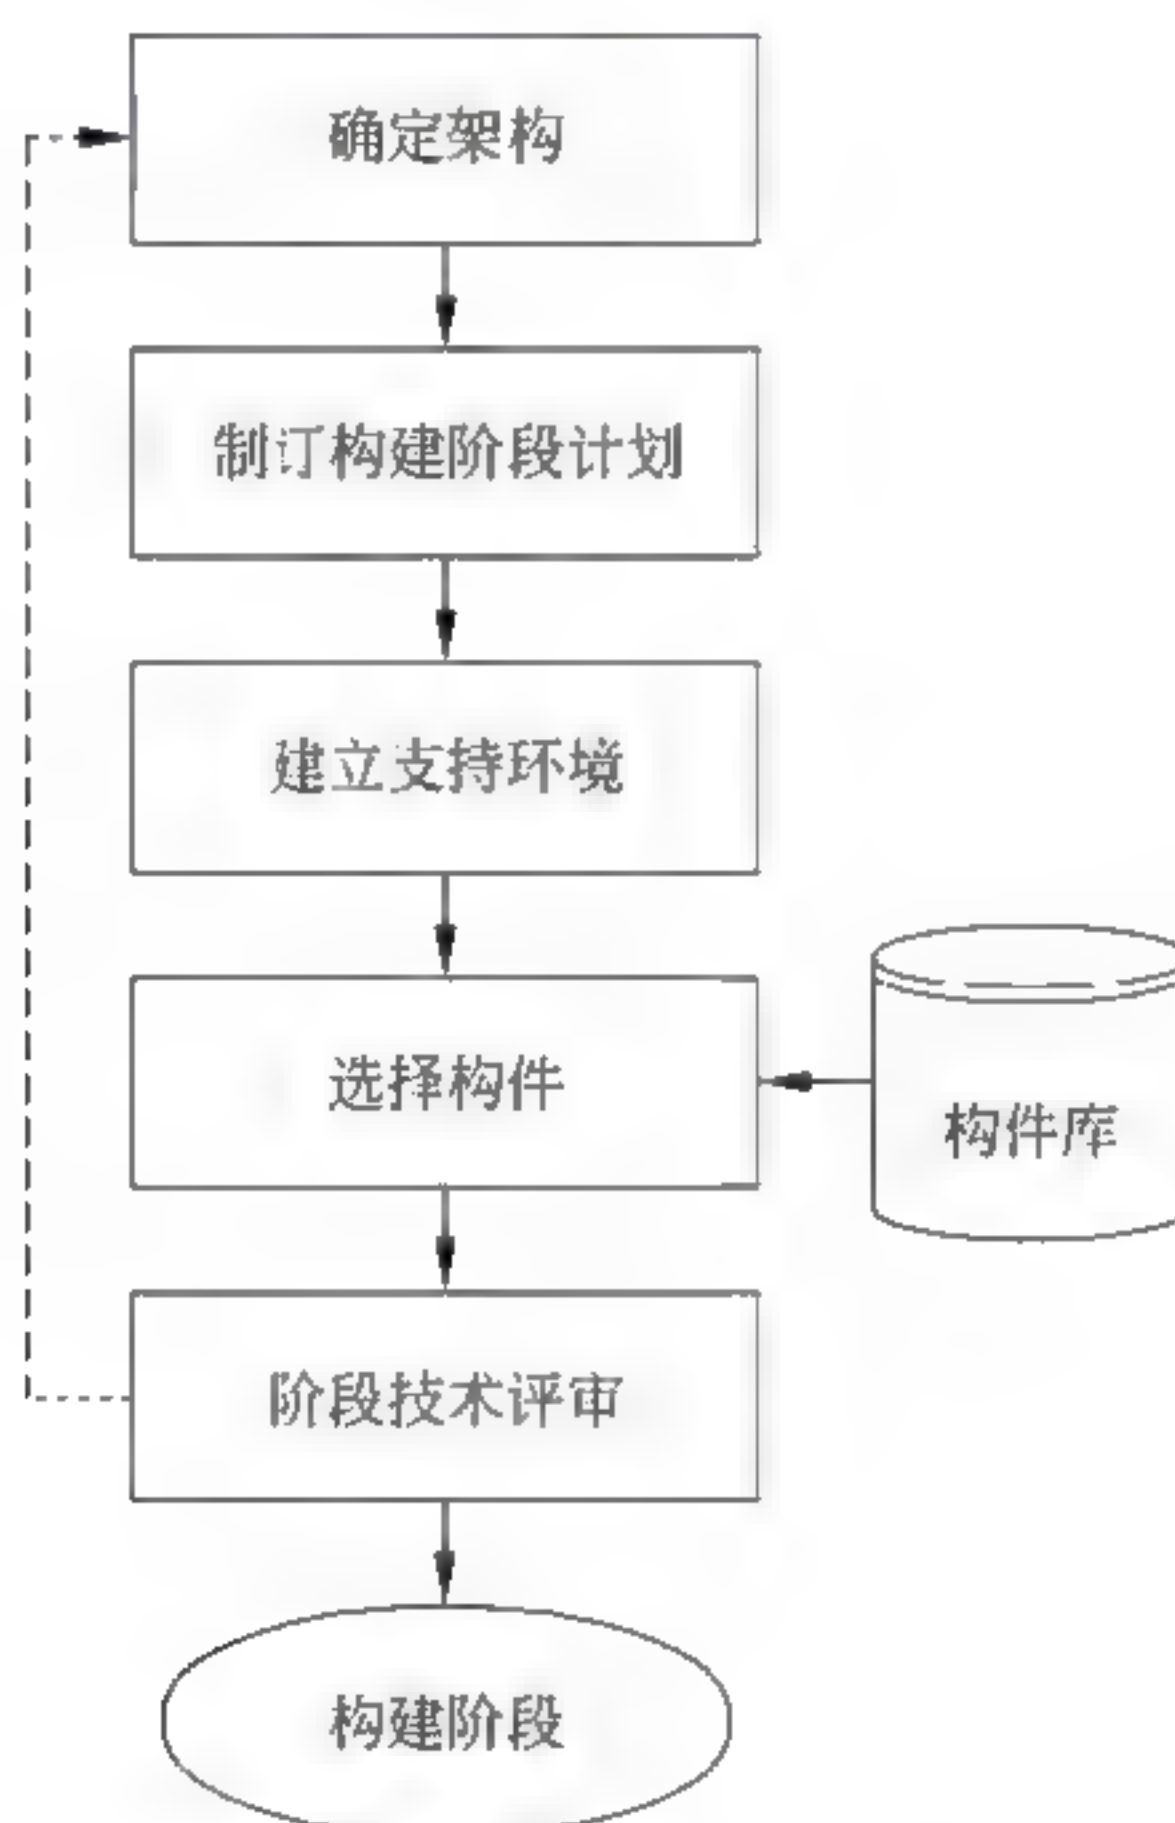 确定架构
制订构建阶段计划
建立支持环境
选择构件
构件库
阶段技术评审
构建阶段